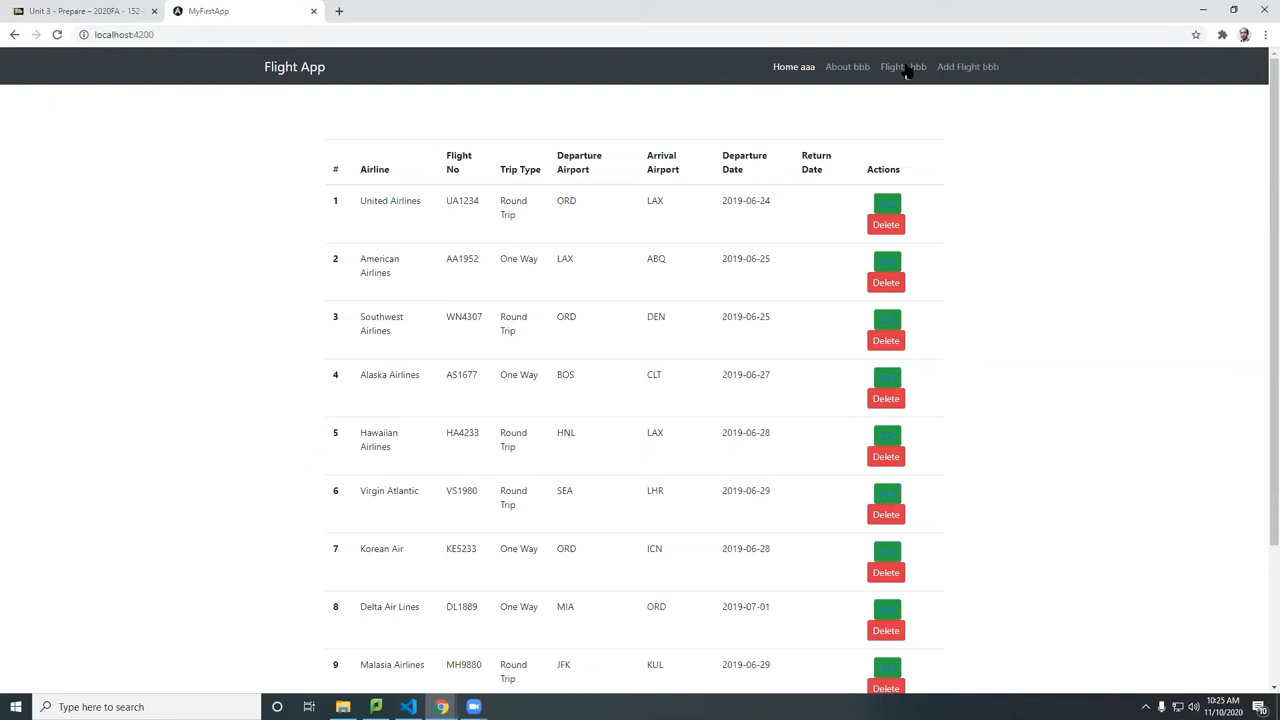 Unit 3 - Prepare – 2020FA - 152-
MyFirstApp
localhost:4200
Flight App
Home aaa About bbb Flights bbb Add Flight bbb
# Airline Flight No Trip Type Departure Airport Arrival Airport Departure Date Return Date Actions
1 United Airlines UA1234 Round Trip ORD LAX 2019-06-24
Delete
2 American Airlines AA1952 One Way LAX ABQ 2019-06-25
Delete
3 Southwest Airlines WN4307 Round Trip ORD DEN 2019-06-25
Delete
4 Alaska Airlines AS1677 One Way BOS CLT 2019-06-27
Delete
5 Hawaiian Airlines HA4233 Round Trip HNL LAX 2019-06-28
Delete
6 Virgin Atlantic VS1980 Round Trip SEA LHR 2019-06-29
Delete
7 Korean Air KE5233 One Way ORD ICN 2019-06-28
Delete
8 Delta Air Lines DL1889 One Way MIA ORD 2019-07-01
Delete
9 Malasia Airlines MH9880 Round Trip JFK KUL 2019-06-29
Delete
Type here to search
10:25 AM
11/10/2020
10